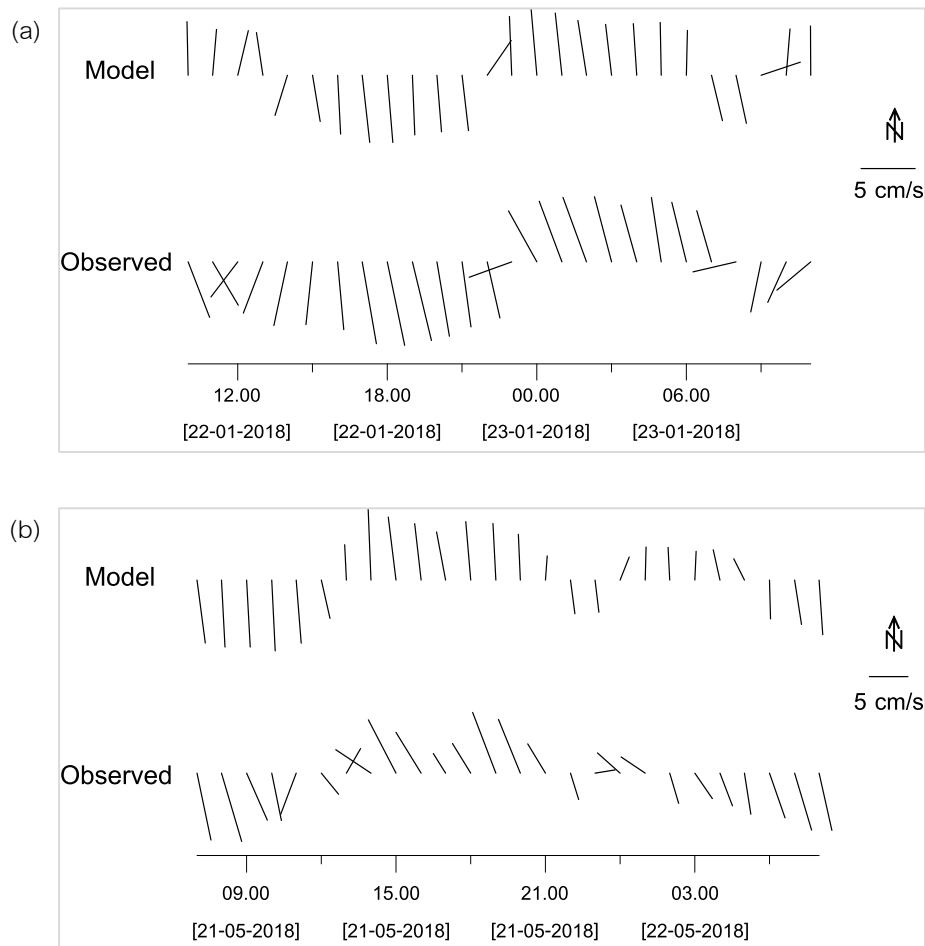 (a)
Model
N
5 cm/s
Observed
12.00 18.00 00.00 06.00
[22-01-2018] [22-01-2018] [23-01-2018] [23-01-2018]
(b)
Model
N
5 cm/s
Observed
09.00 15.00 21.00 03.00
[21-05-2018] [21-05-2018] [21-05-2018] [22-05-2018]